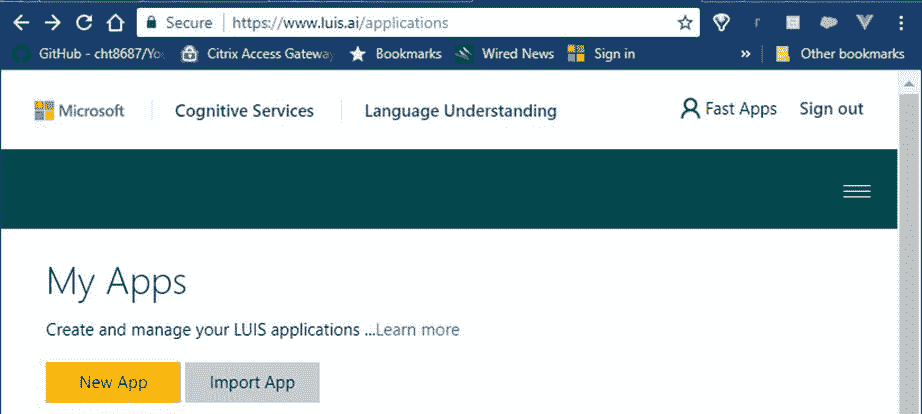 Secure https://www.luis.ai/applications
GitHub - cht8687/Yo Citrix Access Gateway Bookmarks Wired News Sign in » Other bookmarks
Microsoft Cognitive Services Language Understanding Fast Apps Sign out
My Apps
Create and manage your LUIS applications ...Learn more
New App Import App